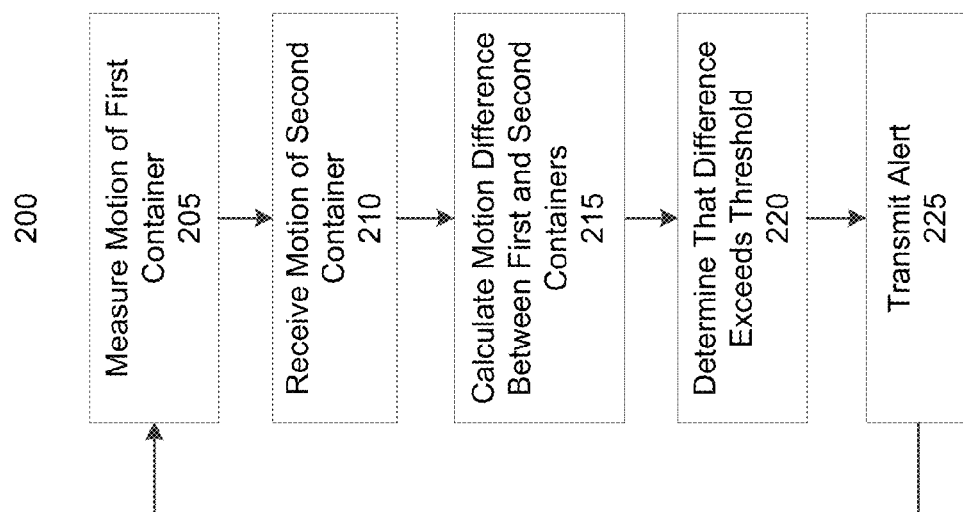 200
Measure Motion of First
Container
205
Receive Motion of Second
Container
210
Calculate Motion Difference
Between First and Second
Containers
215
Determine That Difference
Exceeds Threshold
220
Transmit Alert
225